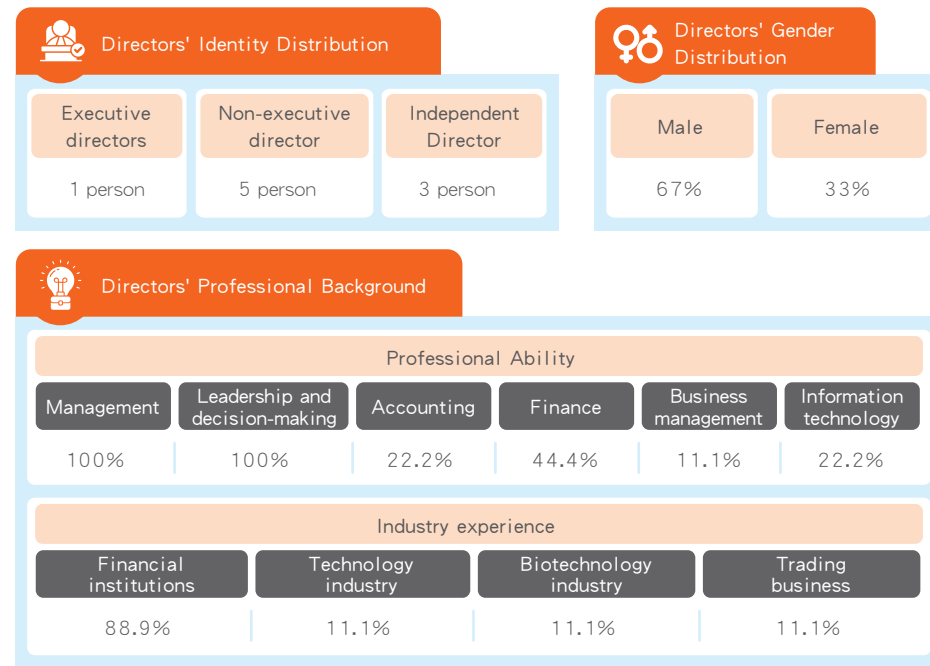 Directors' Identity Distribution
Executive
directors
Non-executive
director
Independent
Director
1 person
5 person
3 person
Directors' Gender
Distribution
Male
Female
67%
33%
Directors' Professional Background
Professional Ability
Management
Leadership and
decision-making
Accounting
Finance
Business
management
Information
technology
100%
100%
22.2%
44.4%
11.1%
22.2%
Industry experience
Financial
institutions
Technology
industry
Biotechnology
industry
Trading
business
88.9%
11.1%
11.1%
11.1%